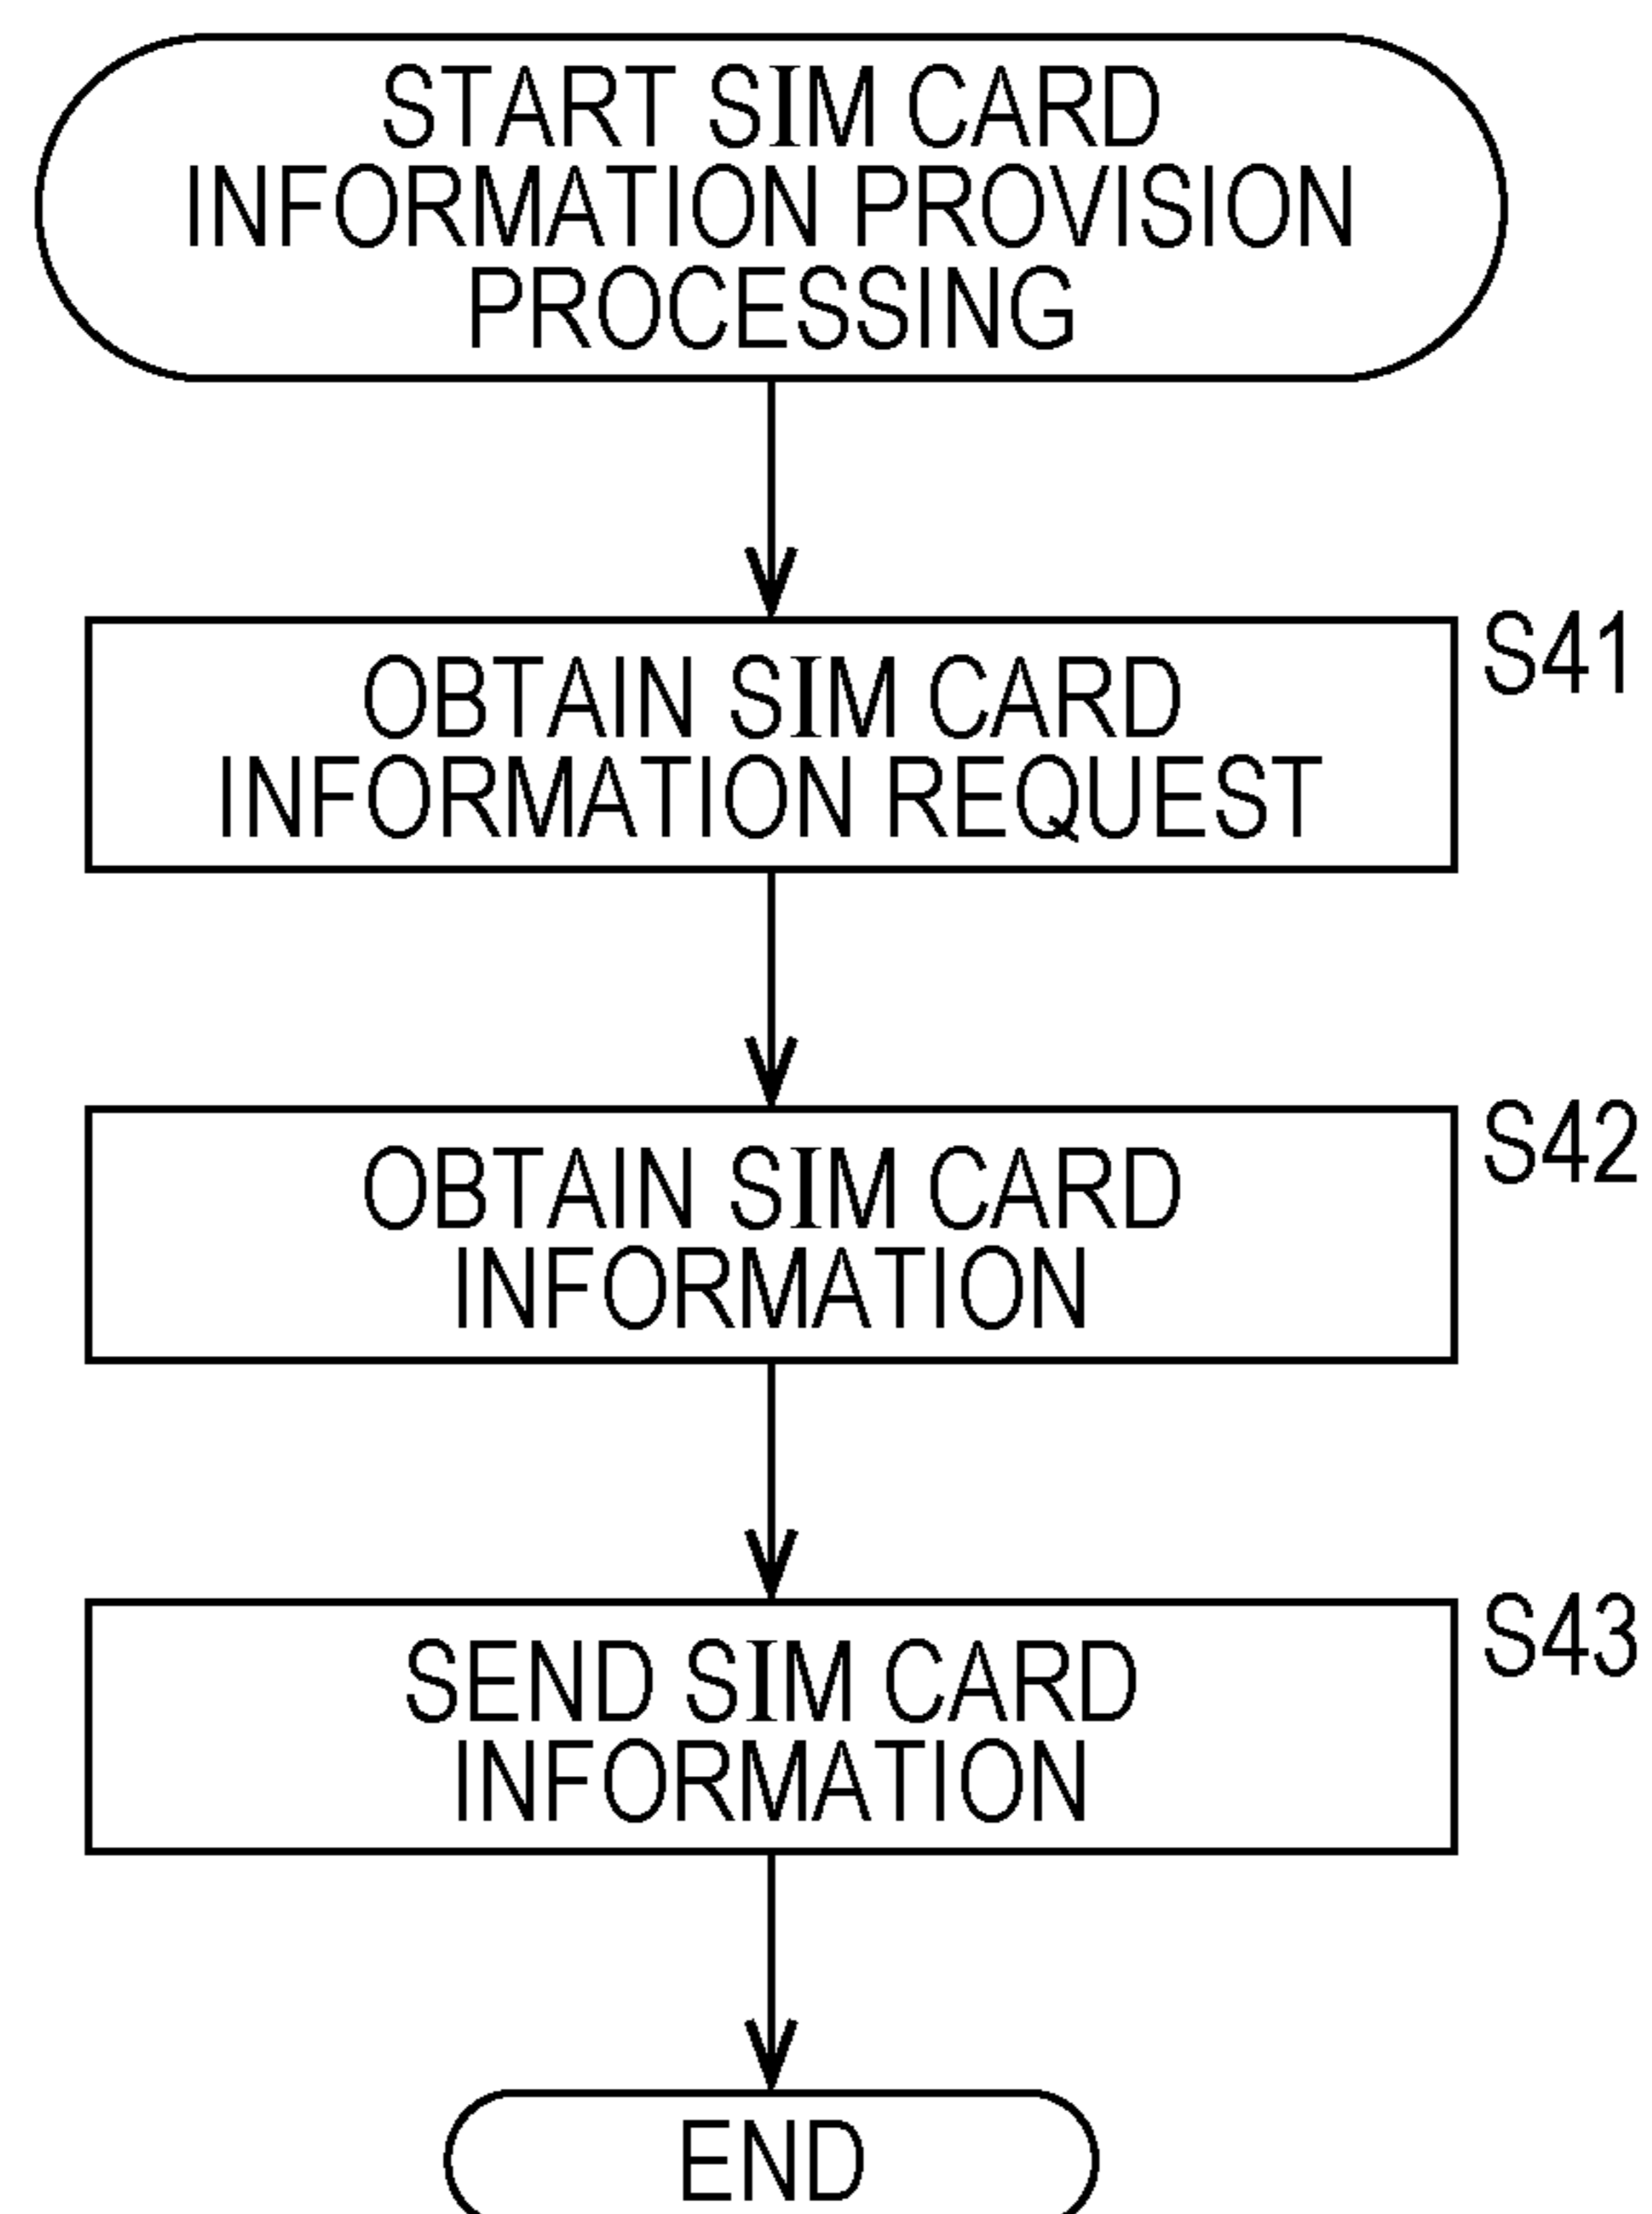 START SIM CARD
INFORMATION PROVISION
PROCESSING
S41
OBTAIN SIM CARD
INFORMATION REQUEST
S42
OBTAIN SIM CARD
INFORMATION
S43
SEND SIM CARD
INFORMATION
END